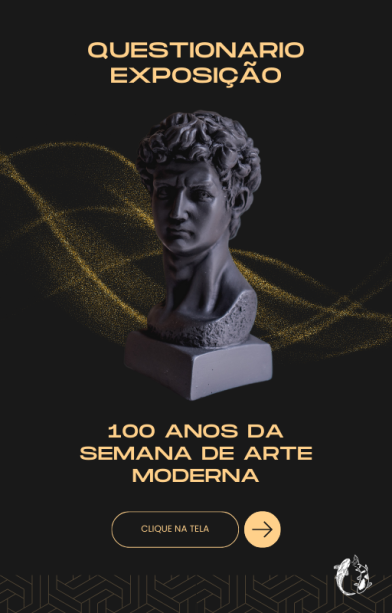 QUESTIONARIO
EXPOSIÇÃO
100 ANOS DA
SEMANA DE ARTE
MODERNA
CLIQUE NA TELA